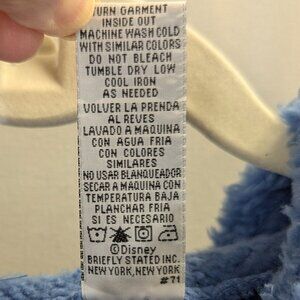 TURN GARMENT
INSIDE OUT
MACHINE WASH COLD
WITH SIMILAR COLORS
DO NOT BLEACH
TUMBLE DRY LOW
COOL IRON
AS NEEDED
VOLVER LA PRENDA
AL REVES
LAVADO A MAQUINA
CON AGUA FRIA
CON COLORES
SIMILARES
NO USAR BLANQUEADOR
SECAR A MAQUINA CON
TEMPERATURA BAJA
PLANCHAR FRIA
SI ES NECESARIO
©Disney
BRIEFLY STATED INC.
NEW YORK, NEW YORK
#71